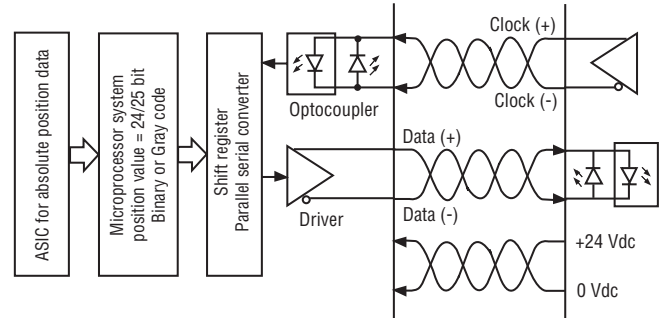 ASIC for absolute position data
Microprocessor system
position value = 24/25 bit
Binary or Gray code
Shift register
Parallel serial converter
Optocoupler
Driver
Clock (+)
Clock (-)
Data (+)
Data (-)
+24 Vdc
0 Vdc